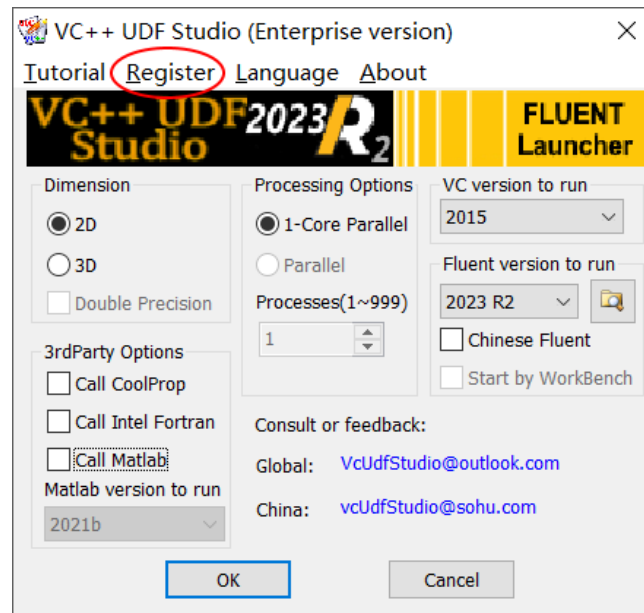 VC++ UDF Studio (Enterprise version)
Tutorial Register Language About
VC++ UDF Studio 2023 R2 FLUENT Launcher
Dimension
2D
3D
Double Precision
3rdParty Options
Call CoolProp
Call Intel Fortran
Call Matlab
Matlab version to run
2021b
Processing Options
1-Core Parallel
Parallel
Processes(1~999)
1
VC version to run
2015
Fluent version to run
2023 R2
Chinese Fluent
Start by WorkBench
Consult or feedback:
Global: VcUdfStudio@outlook.com
China: vcUdfStudio@sohu.com
OK Cancel